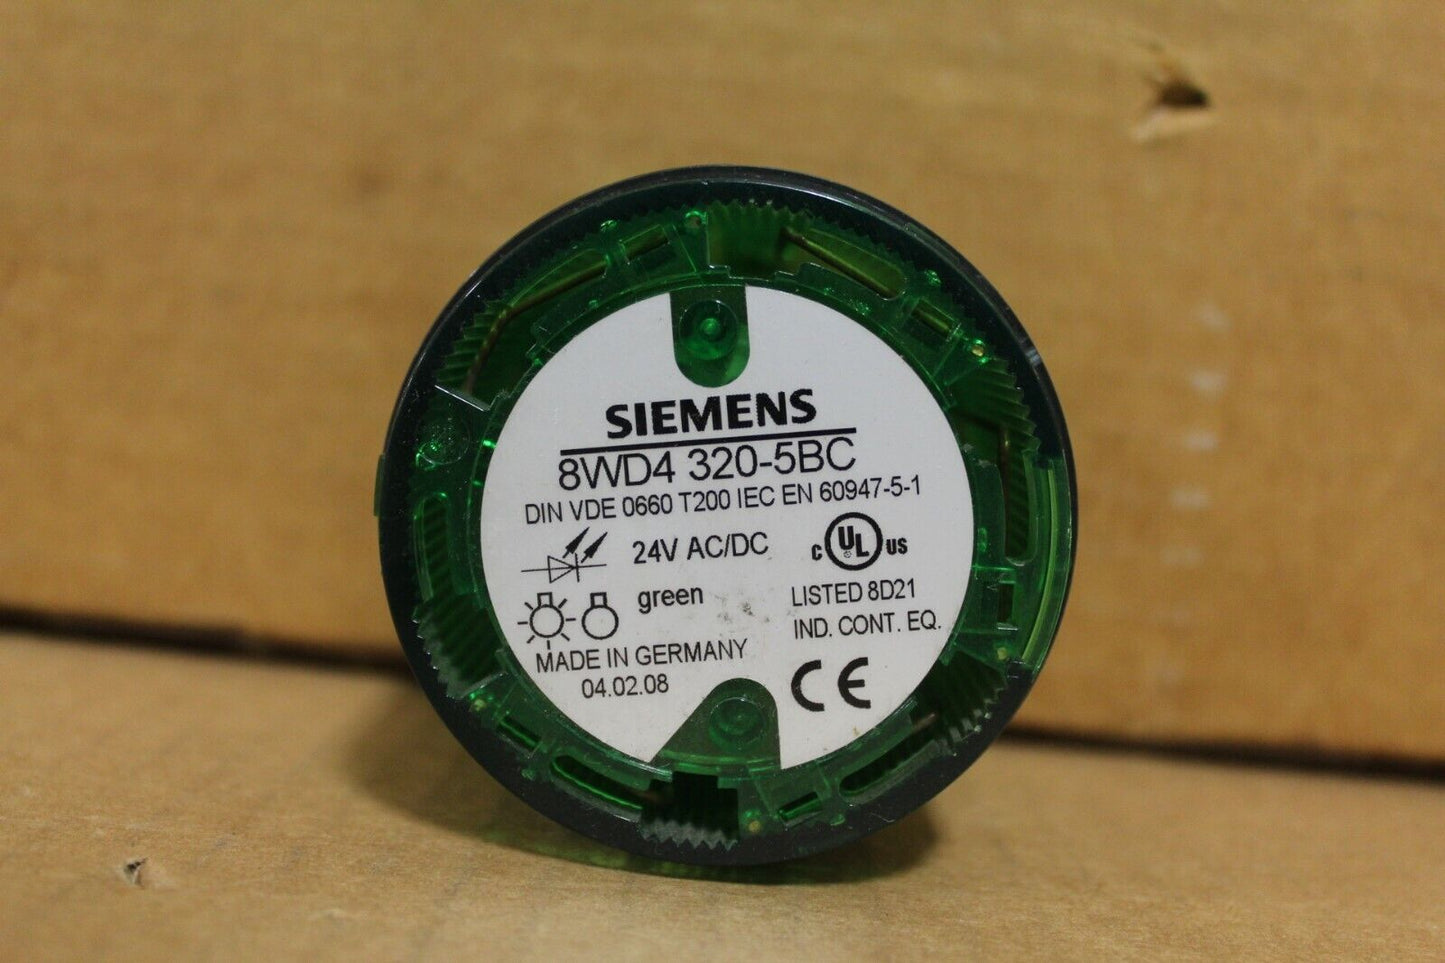 SIEMENS
8WD4 320-5BC
DIN VDE 0660 T200 IEC EN 60947-5-1
24V AC/DC
c UL us
green
LISTED 8D21
IND. CONT. EQ.
MADE IN GERMANY
04.02.08
CE